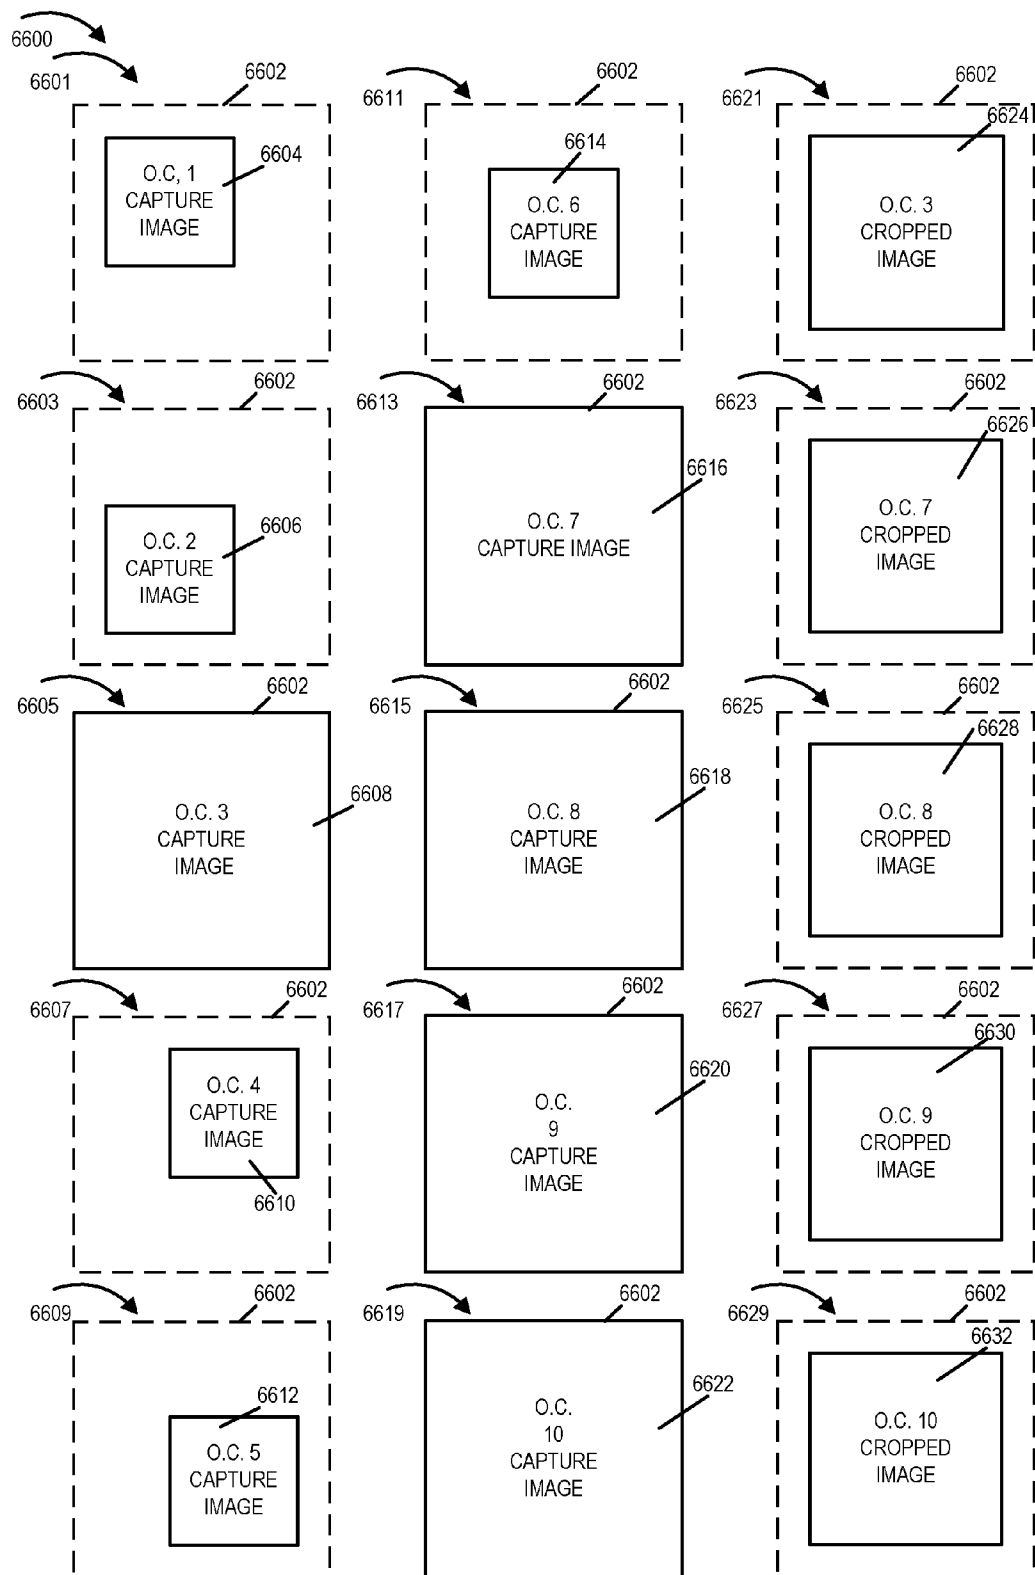 6600
6601
6602
O.C, 1
CAPTURE
IMAGE
6604
6603
6602
O.C. 2
CAPTURE
IMAGE
6606
6605
6602
O.C. 3
CAPTURE
IMAGE
6608
6607
6602
O.C. 4
CAPTURE
IMAGE
6610
6609
6602
6612
O.C. 5
CAPTURE
IMAGE
6611
6602
6614
O.C. 6
CAPTURE
IMAGE
6613
6602
6616
O.C. 7
CAPTURE IMAGE
6615
6602
6618
O.C. 8
CAPTURE
IMAGE
6617
6602
6620
O.C.
9
CAPTURE
IMAGE
6619
6602
6622
O.C.
10
CAPTURE
IMAGE
6621
6602
6624
O.C. 3
CROPPED
IMAGE
6623
6602
6626
O.C. 7
CROPPED
IMAGE
6625
6602
6628
O.C. 8
CROPPED
IMAGE
6627
6602
6630
O.C. 9
CROPPED
IMAGE
6629
6602
6632
O.C. 10
CROPPED
IMAGE